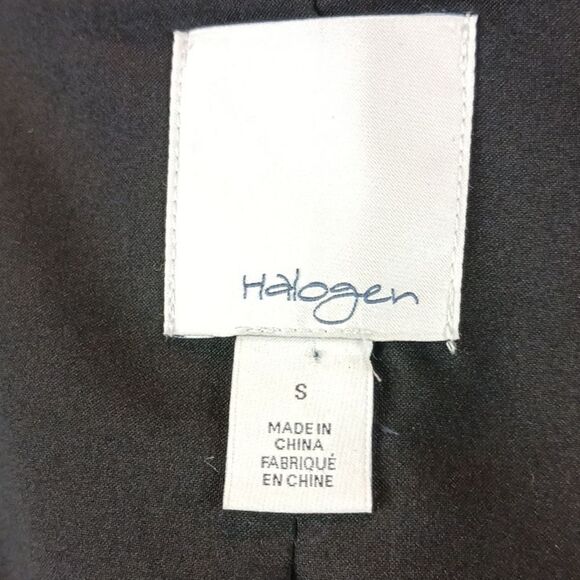 Halogen
S
MADE IN
CHINA
FABRIQUÉ
EN CHINE